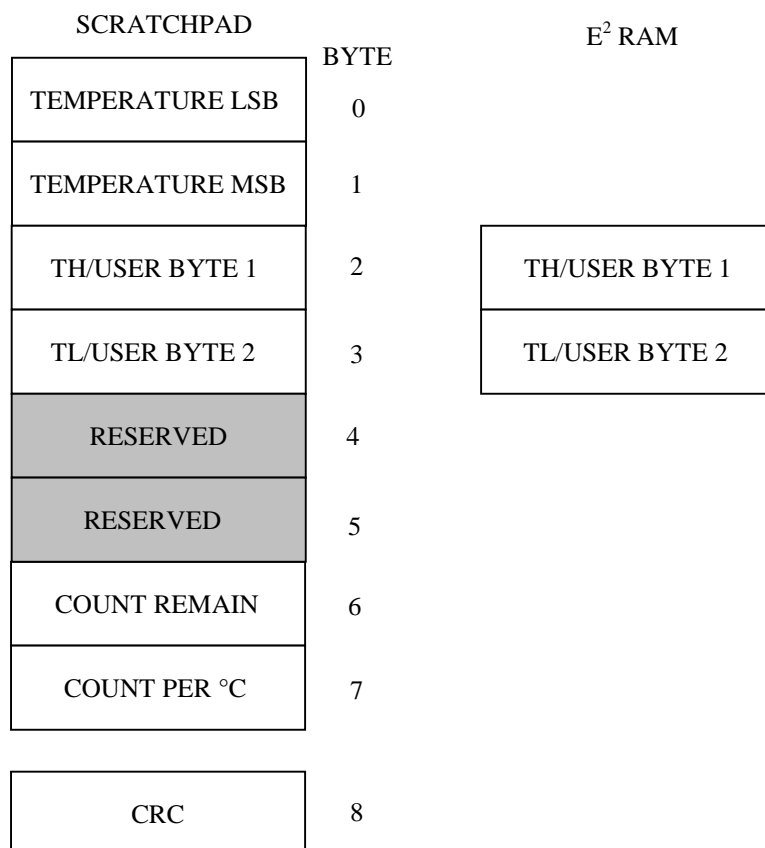 SCRATCHPAD
BYTE
E² RAM
TEMPERATURE LSB 0
TEMPERATURE MSB 1
TH/USER BYTE 1 2 TH/USER BYTE 1
TL/USER BYTE 2 3 TL/USER BYTE 2
RESERVED 4
RESERVED 5
COUNT REMAIN 6
COUNT PER °C 7
CRC 8